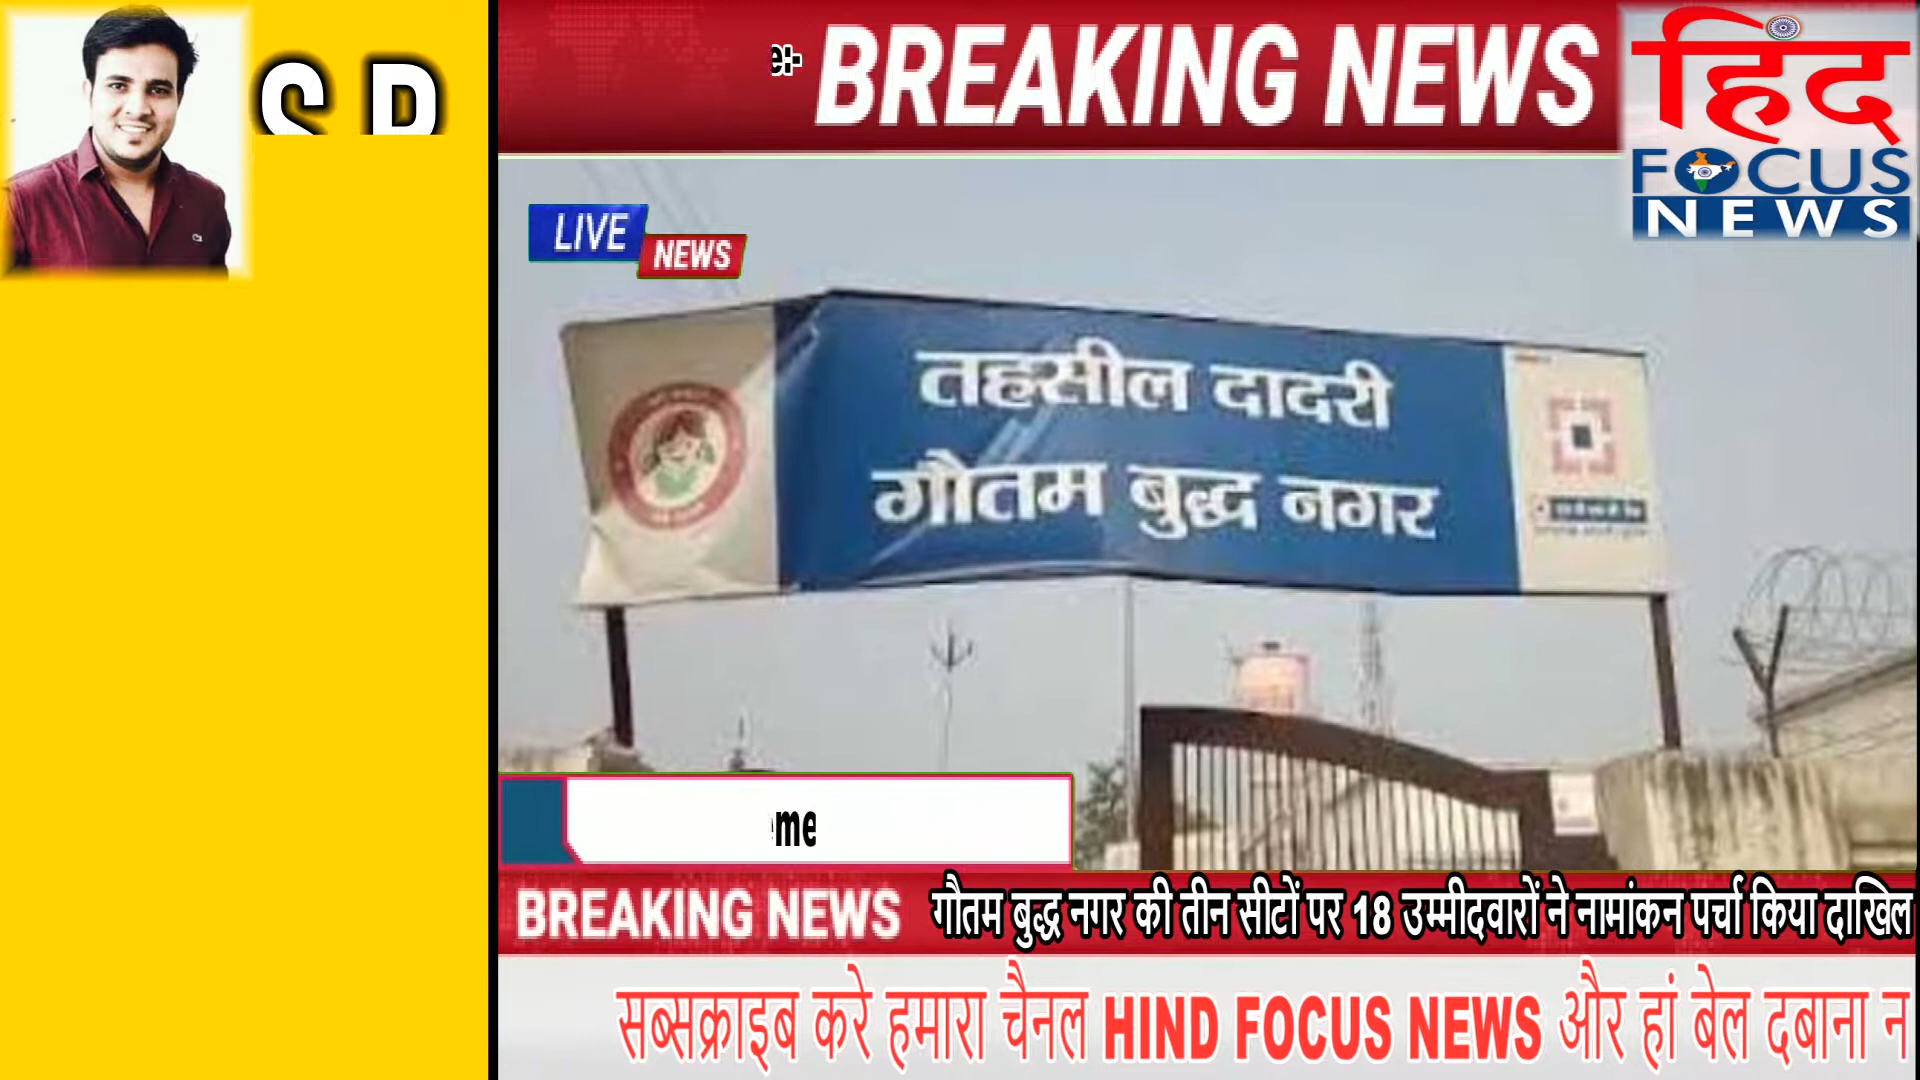 S R
e:-
BREAKING NEWS
हिंद
FOCUS
NEWS
LIVE
NEWS
तहसील दादरी
गौतम बुद्ध नगर
me
BREAKING NEWS
गौतम बुद्ध नगर की तीन सीटों पर 18 उम्मीदवारों ने नामांकन पर्चा किया दाखिल
सब्सक्राइब करे हमारा चैनल HIND FOCUS NEWS और हां बेल दबाना न